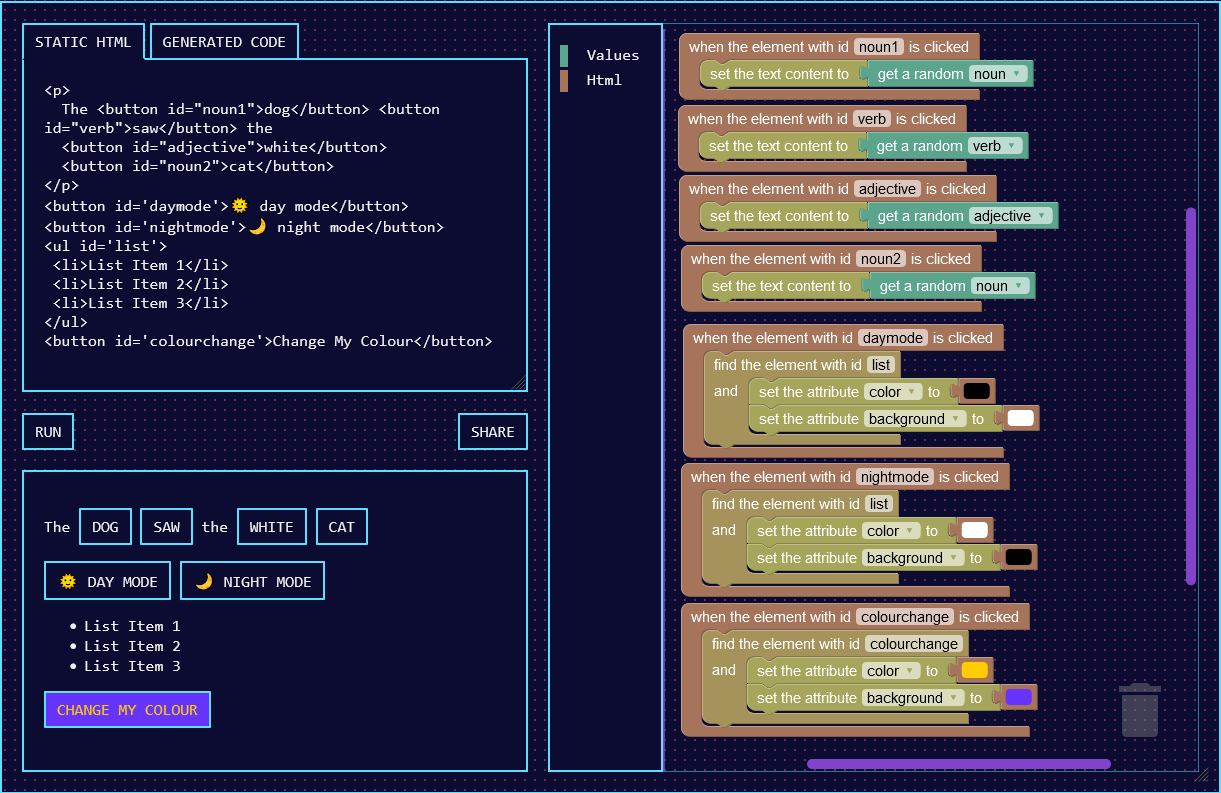 STATIC HTML
GENERATED CODE
<p>
  The <button id="noun1">dog</button> <button
id="verb">saw</button> the
  <button id="adjective">white</button>
  <button id="noun2">cat</button>
</p>
<button id='daymode'>🌞 day mode</button>
<button id='nightmode'>🌙 night mode</button>
<ul id='list'>
 <li>List Item 1</li>
 <li>List Item 2</li>
 <li>List Item 3</li>
</ul>
<button id='colourchange'>Change My Colour</button>
RUN
SHARE
The DOG SAW the WHITE CAT
🌞 DAY MODE 🌙 NIGHT MODE
• List Item 1
• List Item 2
• List Item 3
CHANGE MY COLOUR
Values
Html
when the element with id noun1 is clicked
set the text content to get a random noun
when the element with id verb is clicked
set the text content to get a random verb
when the element with id adjective is clicked
set the text content to get a random adjective
when the element with id noun2 is clicked
set the text content to get a random noun
when the element with id daymode is clicked
find the element with id list
and set the attribute color to
set the attribute background to
when the element with id nightmode is clicked
find the element with id list
and set the attribute color to
set the attribute background to
when the element with id colourchange is clicked
find the element with id colourchange
and set the attribute color to
set the attribute background to